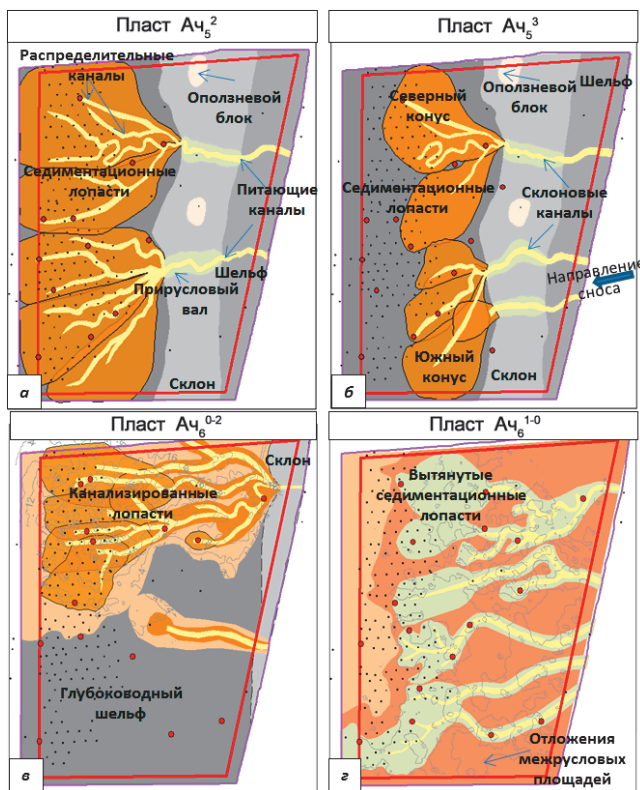 Пласт Ач₅²
Распределительные
каналы
Оползневой
блок
Седиментационные
лопасти
Питающие
каналы
Шельф
Прирусловый
вал
Склон
а
Пласт Ач₅³
Северный
конус
Оползневой
блок
Шельф
Седиментационные
лопасти
Склоновые
каналы
Направление
сноса
Южный
конус
Склон
б
Пласт Ач₆⁰⁻²
Склон
Канализированные
лопасти
Глубоководный
шельф
в
Пласт Ач₆¹⁻⁰
Вытянутые
седиментационные
лопасти
Отложения
межрусловых
площадей
г